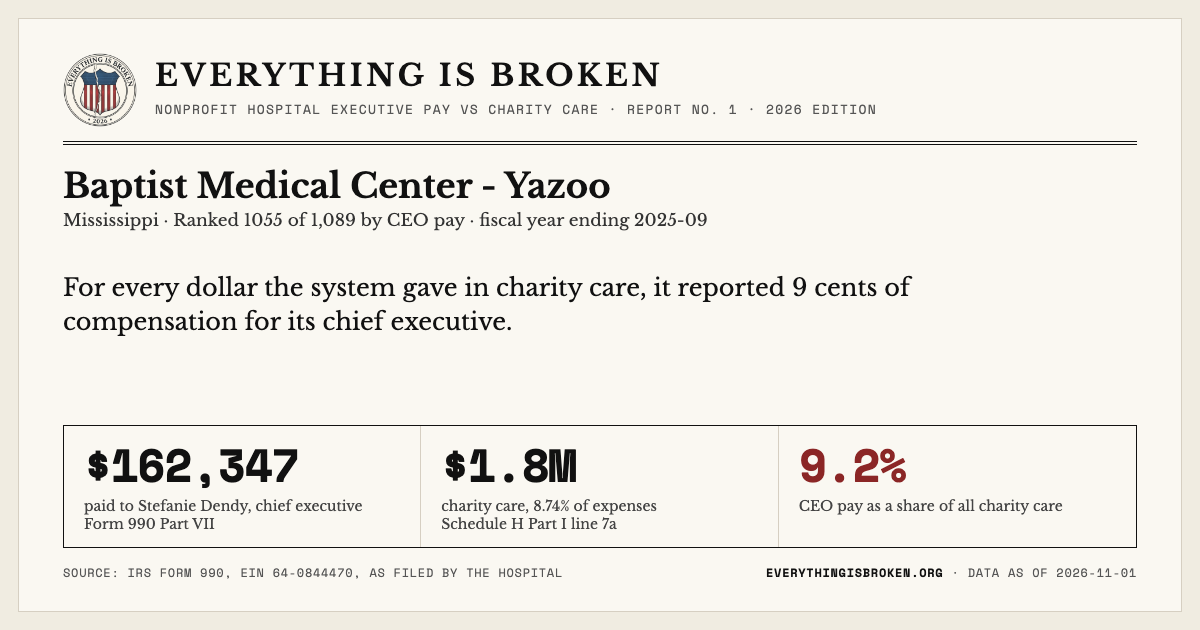 EVERYTHING IS BROKEN
2026
EVERYTHING IS BROKEN
NONPROFIT HOSPITAL EXECUTIVE PAY VS CHARITY CARE · REPORT NO. 1 · 2026 EDITION
Baptist Medical Center - Yazoo
Mississippi · Ranked 1055 of 1,089 by CEO pay · fiscal year ending 2025-09
For every dollar the system gave in charity care, it reported 9 cents of
compensation for its chief executive.
$162,347
paid to Stefanie Dendy, chief executive
Form 990 Part VII
$1.8M
charity care, 8.74% of expenses
Schedule H Part I line 7a
9.2%
CEO pay as a share of all charity care
SOURCE: IRS FORM 990, EIN 64-0844470, AS FILED BY THE HOSPITAL
EVERYTHINGISBROKEN.ORG · DATA AS OF 2026-11-01